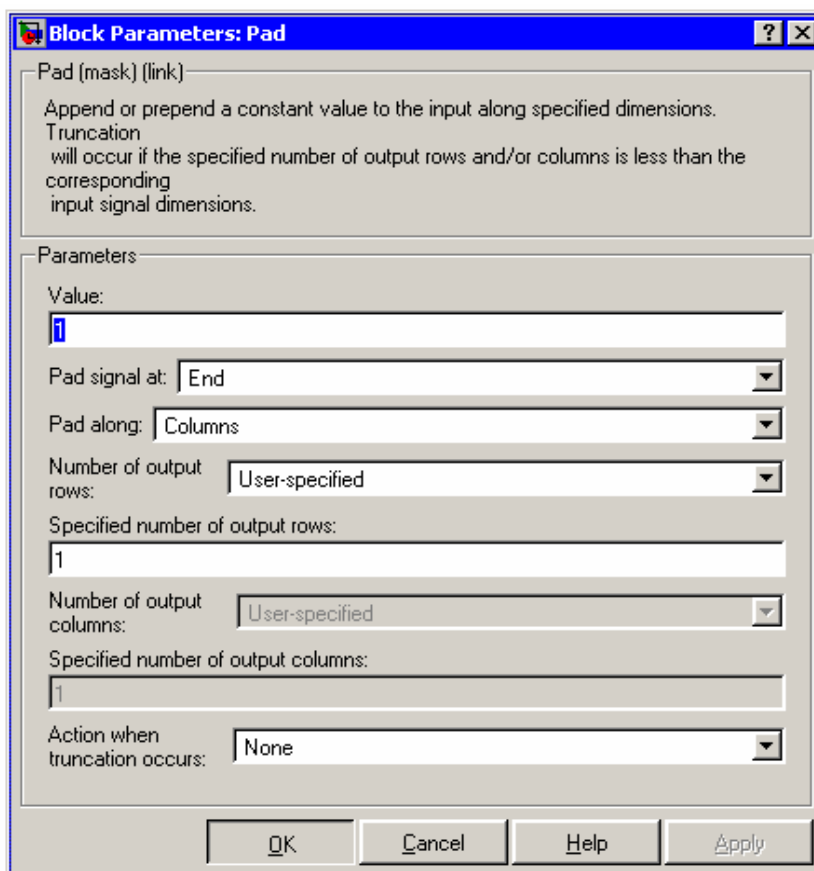 Block Parameters: Pad
Pad (mask) (link)
Append or prepend a constant value to the input along specified dimensions.
Truncation
will occur if the specified number of output rows and/or columns is less than the
corresponding
input signal dimensions.
Parameters
Value:
1
Pad signal at: End
Pad along: Columns
Number of output
rows: User-specified
Specified number of output rows:
1
Number of output
columns: User-specified
Specified number of output columns:
1
Action when
truncation occurs: None
OK Cancel Help Apply